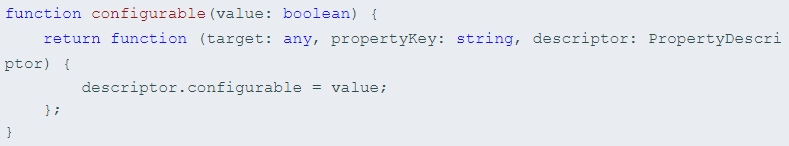 function configurable(value: boolean) {
    return function (target: any, propertyKey: string, descriptor: PropertyDescri
ptor) {
        descriptor.configurable = value;
    };
}